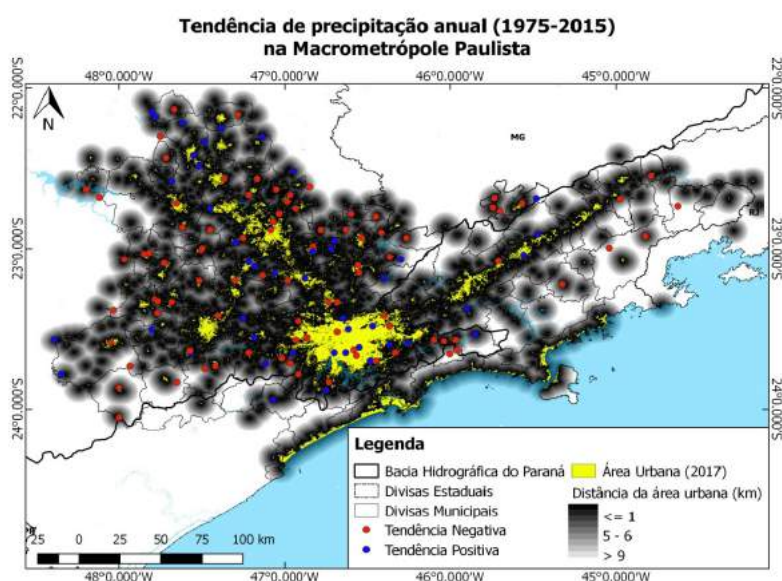 Tendência de precipitação anual (1975-2015)
na Macrometrópole Paulista
48°0.000'W 47°0.000'W 46°0.000'W 45°0.000'W
22°0.000'S 22°0.000'S
N
MG
RJ
23°0.000'S 23°0.000'S
24°0.000'S 24°0.000'S
Legenda
Bacia Hidrográfica do Paraná
Divisas Estaduais
Divisas Municipais
Tendência Negativa
Tendência Positiva
Área Urbana (2017)
Distância da área urbana (km)
<= 1
5 - 6
> 9
25 0 25 50 75 100 km
48°0.000'W 47°0.000'W 46°0.000'W 45°0.000'W